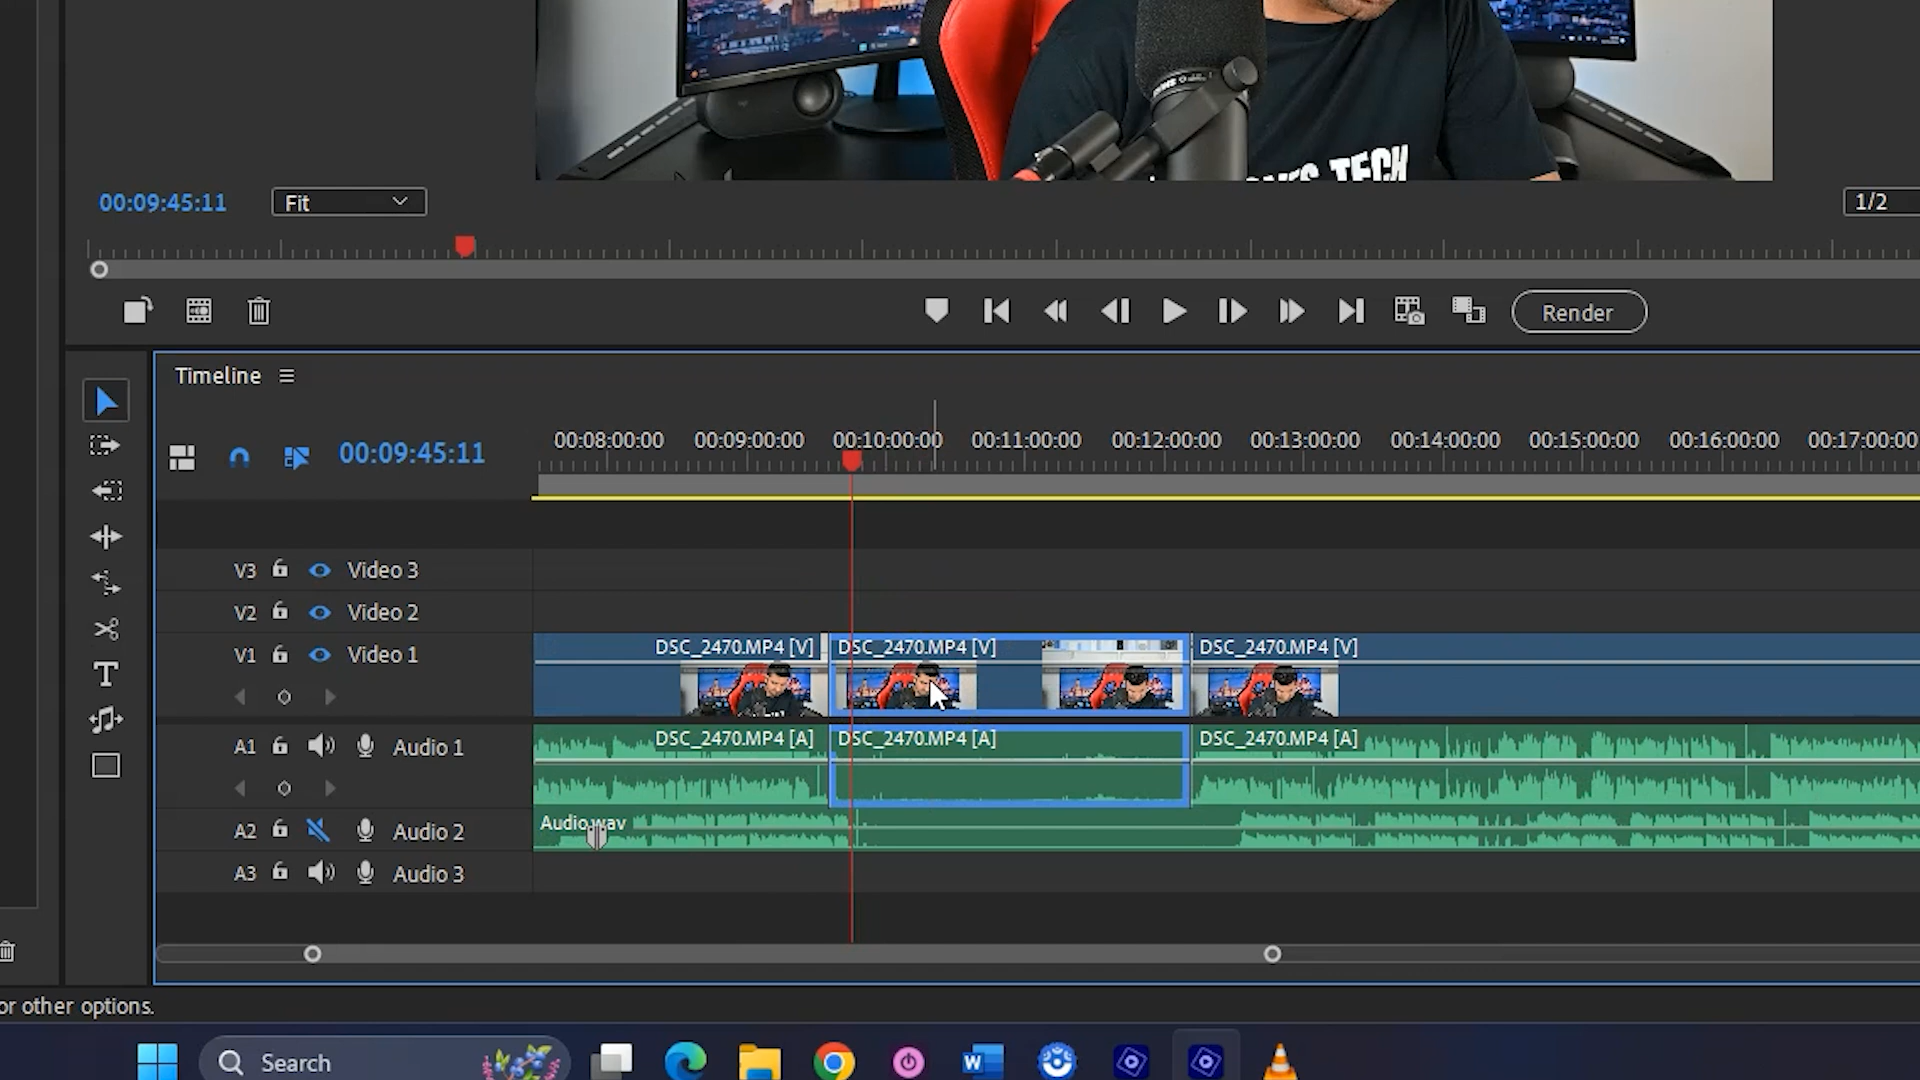 TECH
00:09:45:11
Fit
1/2
Render
Timeline
00:09:45:11
00:08:00:00
00:09:00:00
00:10:00:00
00:11:00:00
00:12:00:00
00:13:00:00
00:14:00:00
00:15:00:00
00:16:00:00
00:17:00:00
V3 Video 3
V2 Video 2
V1 Video 1
DSC_2470.MP4 [V]
DSC_2470.MP4 [V]
DSC_2470.MP4 [V]
A1 Audio 1
DSC_2470.MP4 [A]
DSC_2470.MP4 [A]
DSC_2470.MP4 [A]
A2 Audio 2
Audio.wav
A3 Audio 3
or other options.
Search